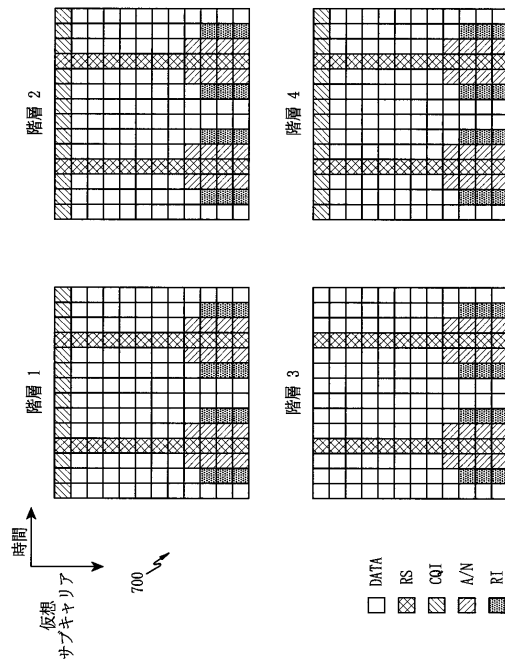 時間
仮想
サブキャリア
700
階層 1
階層 2
階層 3
階層 4
DATA
RS
CQI
A/N
RI